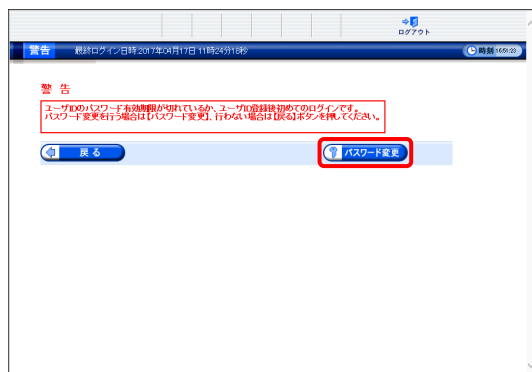 ログアウト
警告 最終ログイン日時:2017年04月17日 11時24分18秒 時刻 16:51:23
警 告
ユーザIDのパスワード有効期限が切れているか、ユーザID登録後初めてのログインです。
パスワード変更を行う場合は【パスワード変更】、行わない場合は【戻る】ボタンを押してください。
戻 る パスワード変更